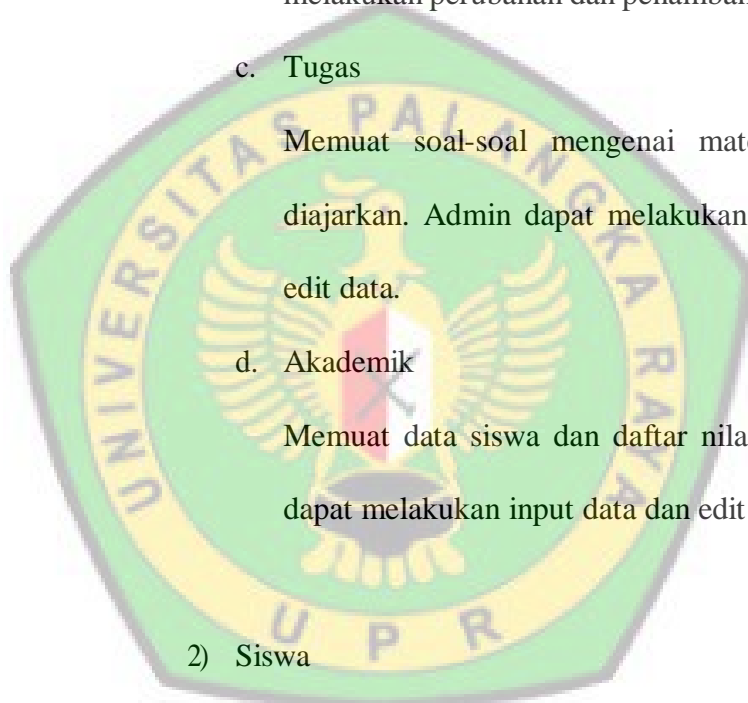 melakukan perubahan dan penambah
c. Tugas
Memuat soal-soal mengenai mat
diajarkan. Admin dapat melakukan
edit data.
d. Akademik
Memuat data siswa dan daftar nila
dapat melakukan input data dan edit
2) Siswa
UNIVERSITAS PALANGKA RAYA
UPR